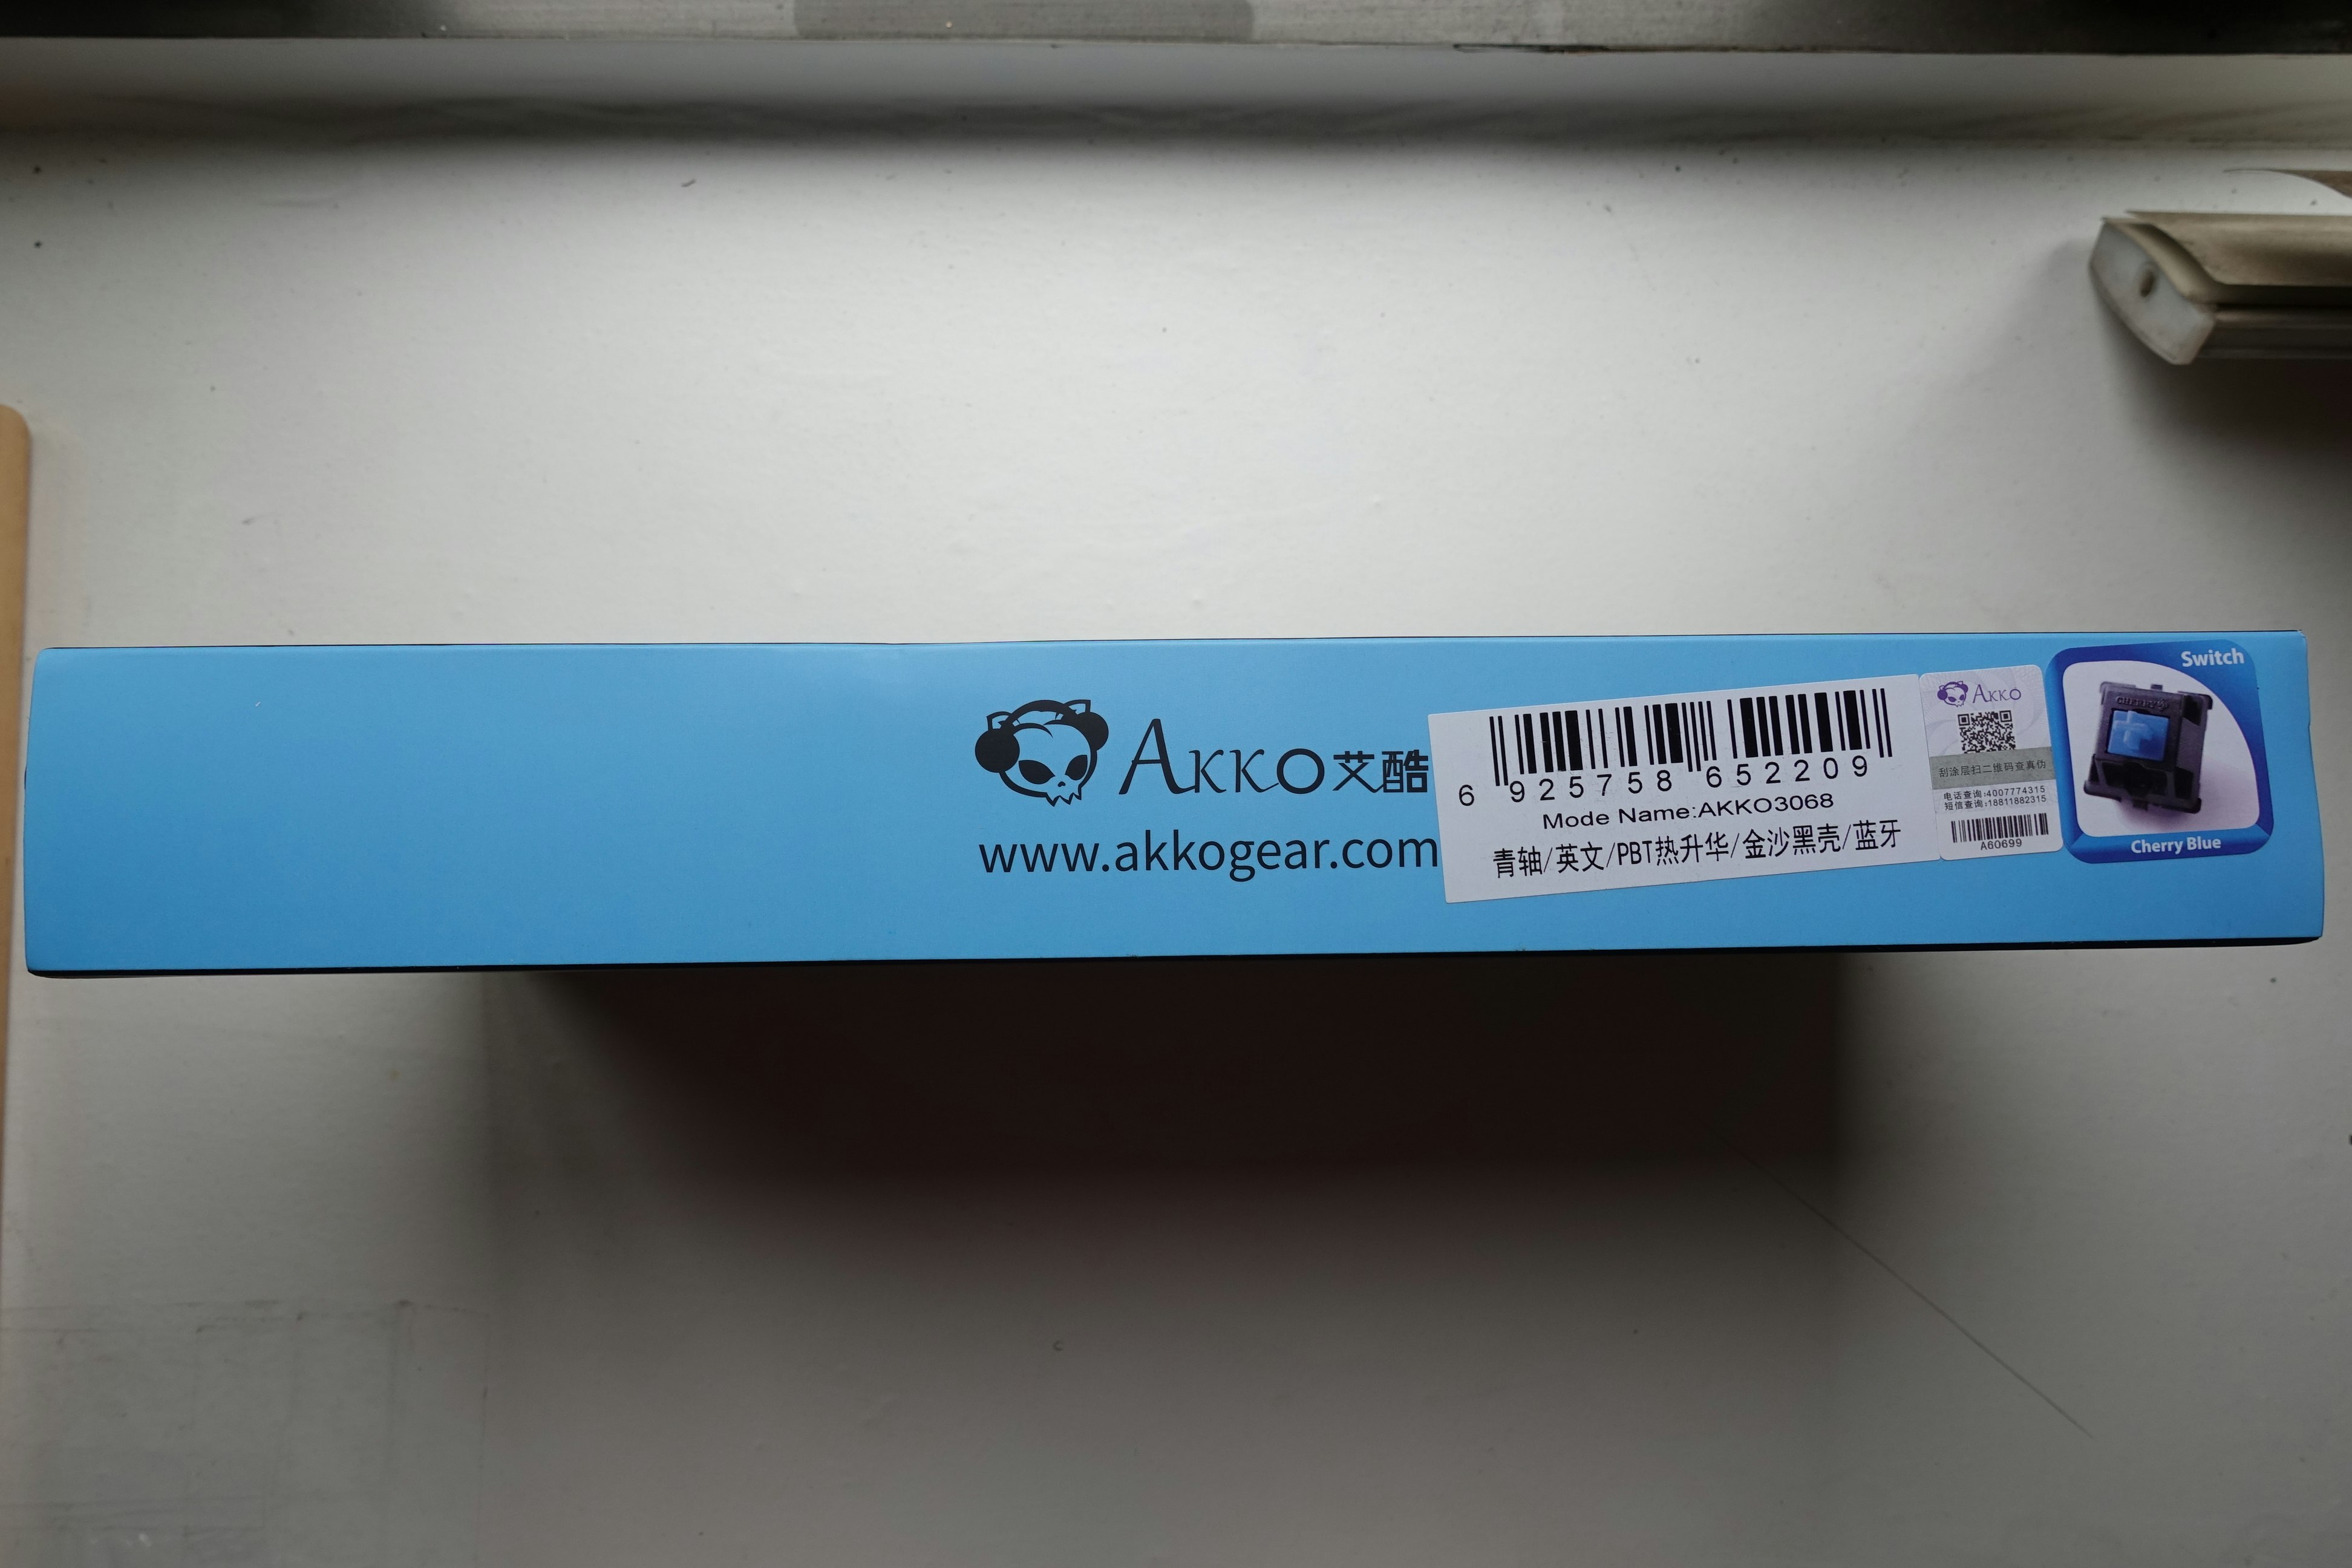 AKKO艾酷
www.akkogear.com
6 925758 652209
Mode Name:AKKO3068
青轴/英文/PBT热升华/金沙黑壳/蓝牙
AKKO
刮涂层扫二维码查真伪
电话查询:4007774315
短信查询:18811882315
A60699
Switch
CHERRY MX
Cherry Blue